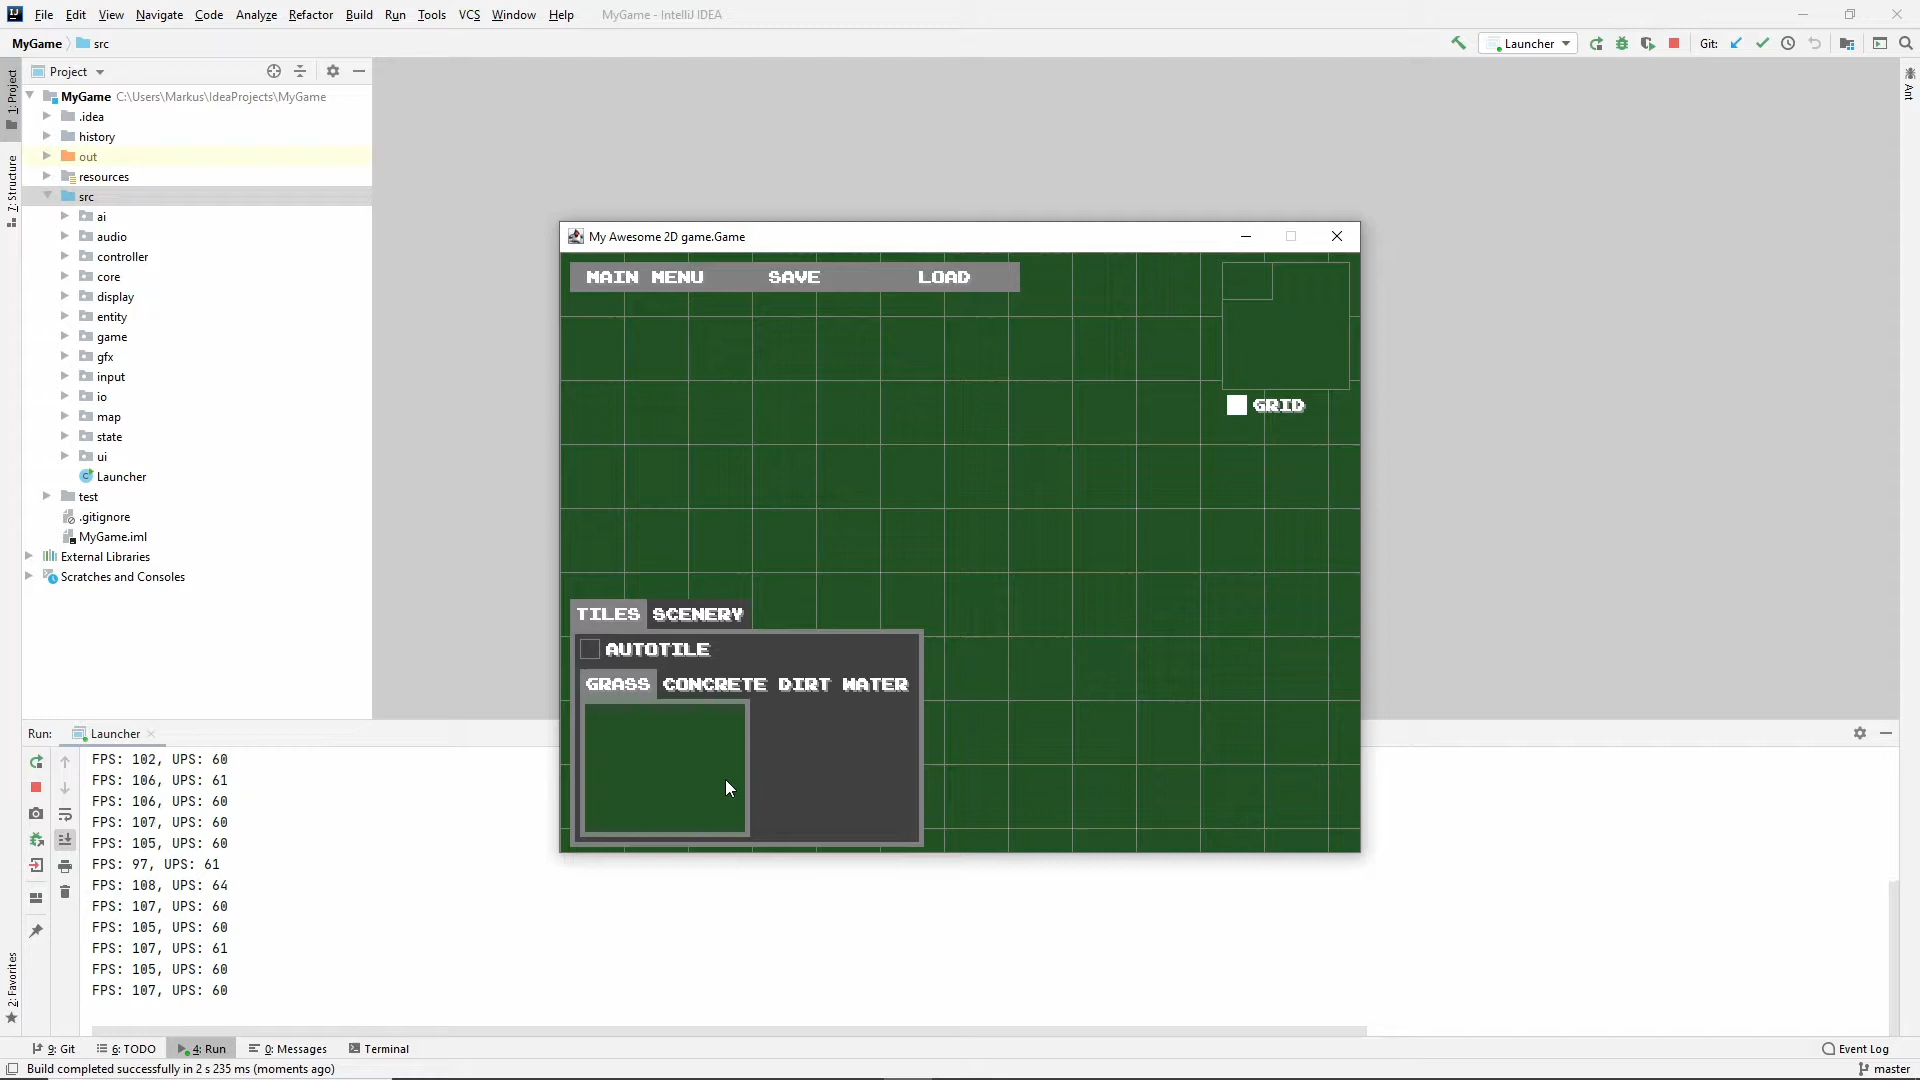 File Edit View Navigate Code Analyze Refactor Build Run Tools VCS Window Help MyGame - IntelliJ IDEA
MyGame src Launcher Git:
1: Project
Project
MyGame C:\Users\Markus\IdeaProjects\MyGame
.idea
history
out
resources
src
ai
audio
controller
core
display
entity
game
gfx
input
io
map
state
ui
Launcher
test
.gitignore
MyGame.iml
External Libraries
Scratches and Consoles
7: Structure
Ant
My Awesome 2D game.Game
MAIN MENU SAVE LOAD
GRID
TILES SCENERY
AUTOTILE
GRASS CONCRETE DIRT WATER
Run: Launcher
FPS: 102, UPS: 60
FPS: 106, UPS: 61
FPS: 106, UPS: 60
FPS: 107, UPS: 60
FPS: 105, UPS: 60
FPS: 97, UPS: 61
FPS: 108, UPS: 64
FPS: 107, UPS: 60
FPS: 105, UPS: 60
FPS: 107, UPS: 61
FPS: 105, UPS: 60
FPS: 107, UPS: 60
2: Favorites
9: Git 6: TODO 4: Run 0: Messages Terminal Event Log
Build completed successfully in 2 s 235 ms (moments ago) master